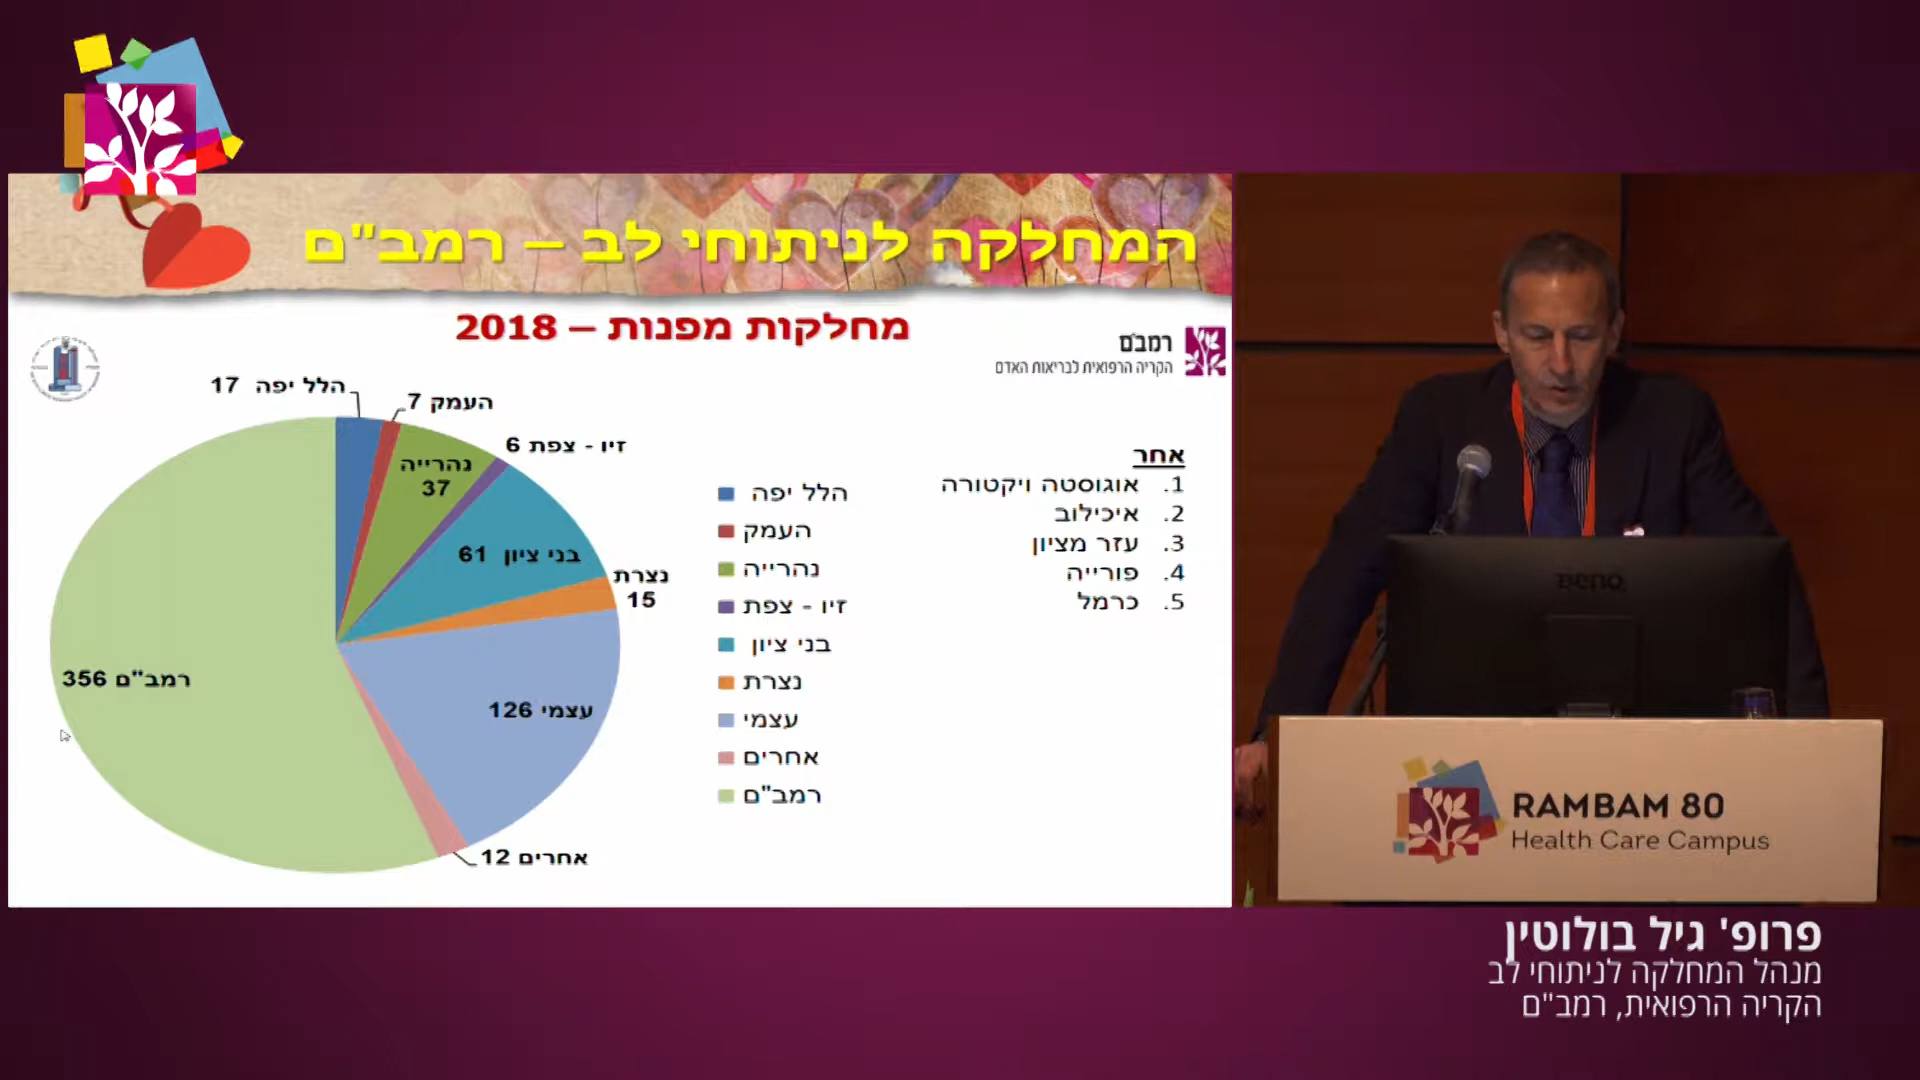 המחלקה לניתוחי לב – רמב"ם
מחלקות מפנות – 2018
רמב"ם
הקריה הרפואית לבריאות האדם
הלל יפה 17
העמק 7
זיו - צפת 6
נהרייה
37
בני ציון 61
נצרת
15
עצמי 126
אחרים 12
רמב"ם 356
הלל יפה
העמק
נהרייה
זיו - צפת
בני ציון
נצרת
עצמי
אחרים
רמב"ם
אחר
1. אוגוסטה ויקטורה
2. איכילוב
3. עזר מציון
4. פורייה
5. כרמל
BENQ
RAMBAM 80
Health Care Campus
פרופ' גיל בולוטין
מנהל המחלקה לניתוחי לב
הקריה הרפואית, רמב"ם